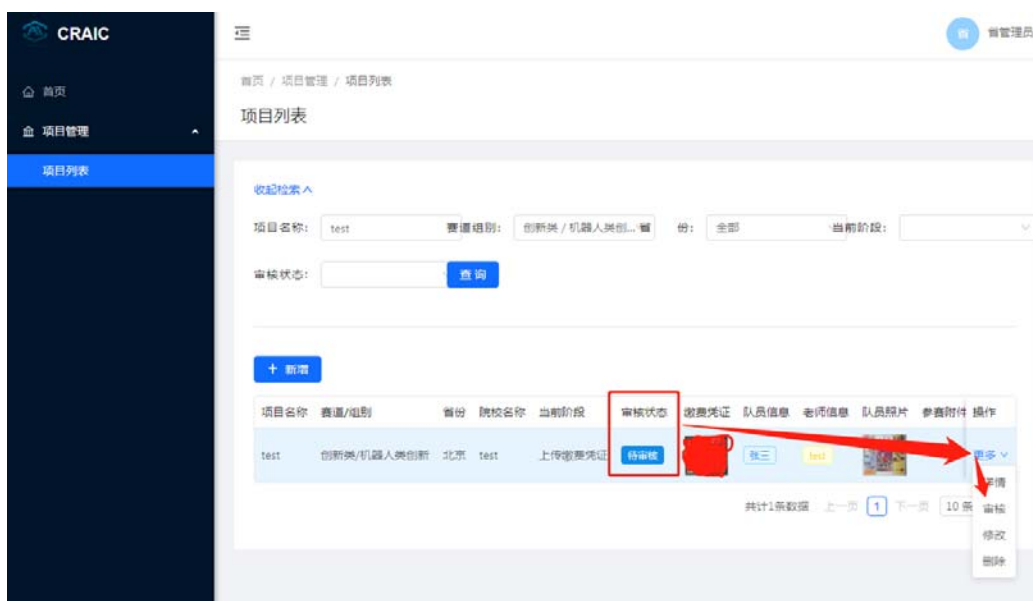 CRAIC
省 省管理员
首页
项目管理
项目列表
首页 / 项目管理 / 项目列表
项目列表
收起检索
项目名称: test 赛道组别: 创新类 / 机器人类创... 省 份: 全部 当前阶段:
审核状态: 查 询
+ 新增
项目名称 赛道/组别 省份 院校名称 当前阶段 审核状态 缴费凭证 队员信息 老师信息 队员照片 参赛附件 操作
test 创新类/机器人类创新 北京 test 上传缴费凭证 待审核 张三 test 更多
详情
共计1条数据 上一页 1 下一页 10 条
审核
修改
删除